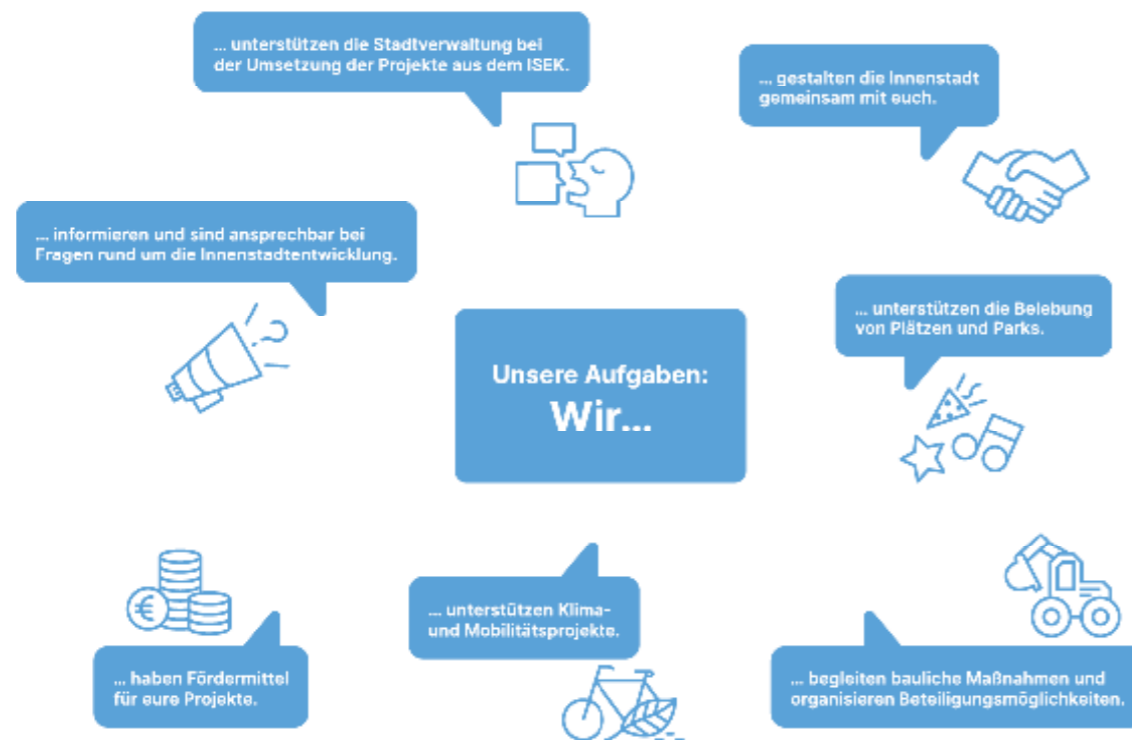 ... unterstützen die Stadtverwaltung bei
der Umsetzung der Projekte aus dem ISEK.
... gestalten die Innenstadt
gemeinsam mit euch.
... informieren und sind ansprechbar bei
Fragen rund um die Innenstadtentwicklung.
... unterstützen die Belebung
von Plätzen und Parks.
Unsere Aufgaben:
Wir...
... haben Fördermittel
für eure Projekte.
... unterstützen Klima-
und Mobilitätsprojekte.
... begleiten bauliche Maßnahmen und
organisieren Beteiligungsmöglichkeiten.